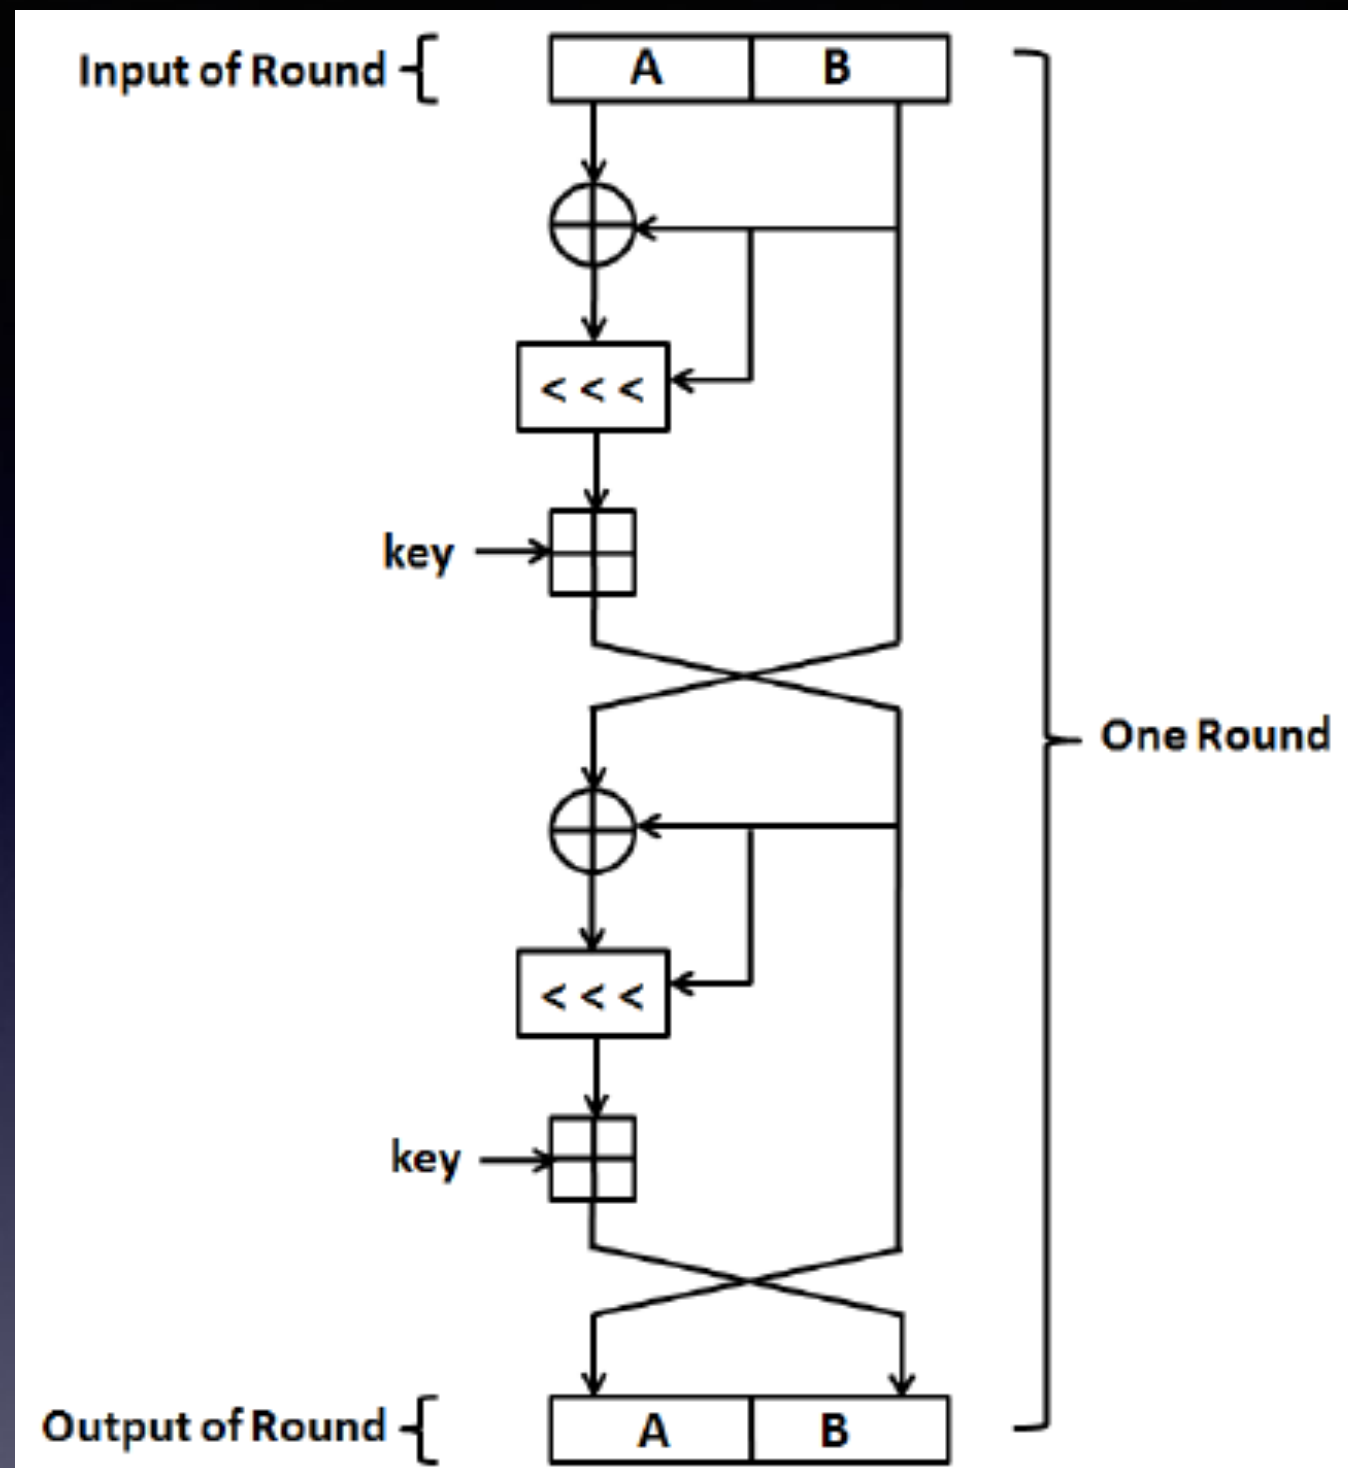 Input of Round
A B
< < <
key
One Round
< < <
key
Output of Round
A B